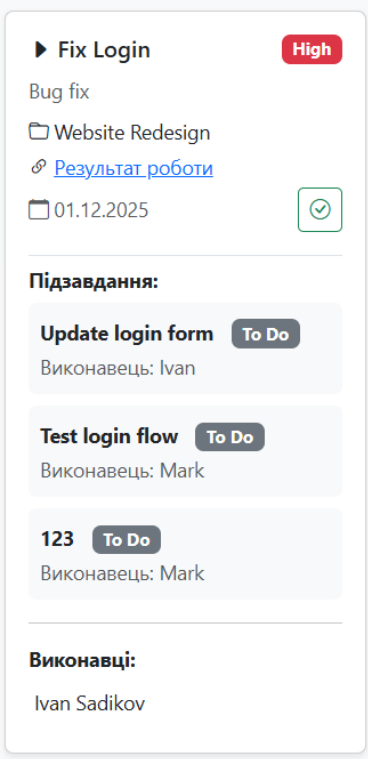 Fix Login High
Bug fix
Website Redesign
Результат роботи
01.12.2025
Підзавдання:
Update login form To Do
Виконавець: Ivan
Test login flow To Do
Виконавець: Mark
123 To Do
Виконавець: Mark
Виконавці:
Ivan Sadikov